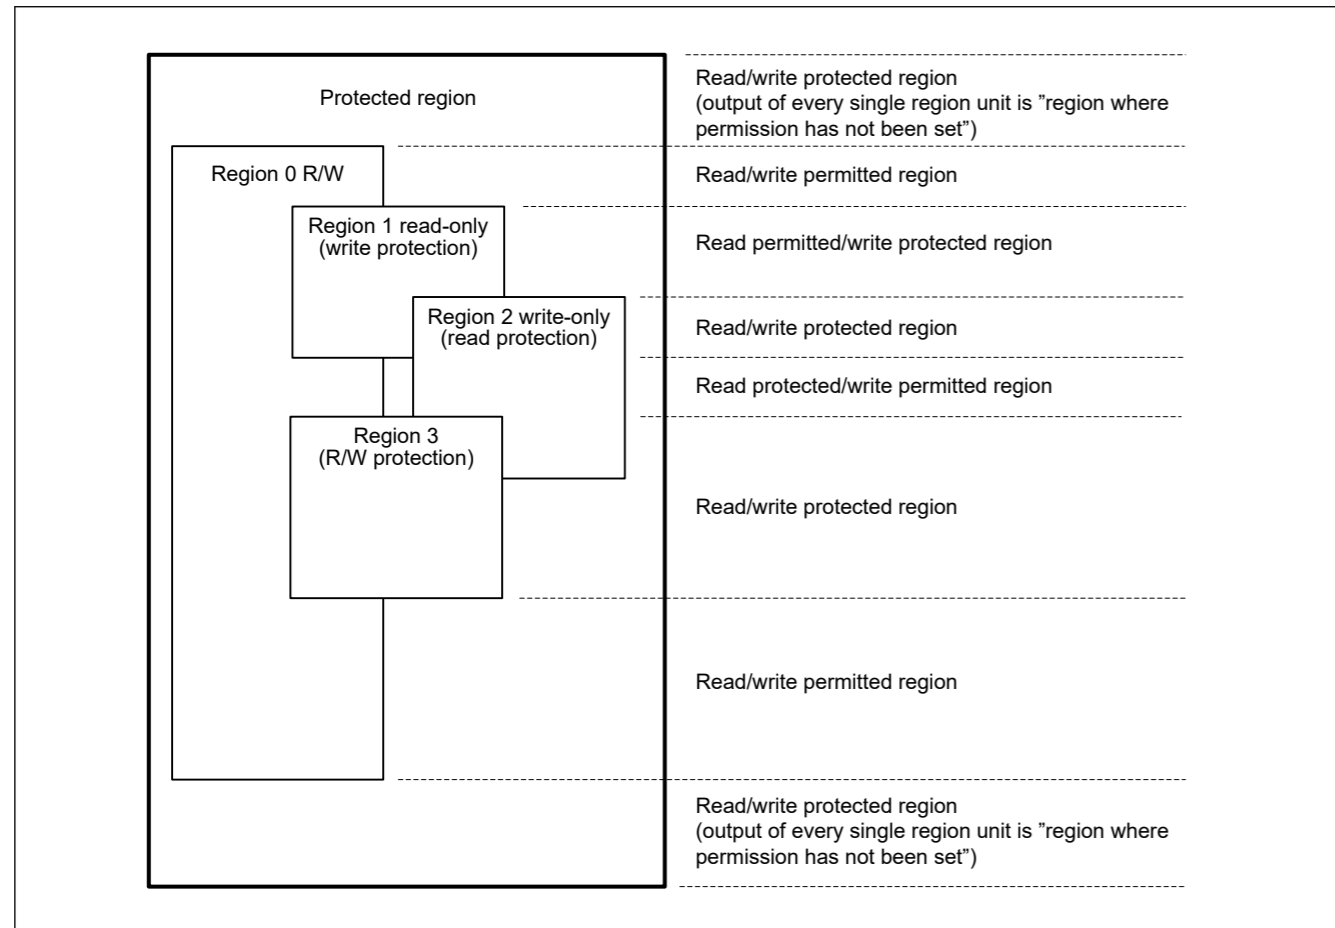 Protected region
Read/write protected region
(output of every single region unit is ”region where
permission has not been set”)
Region 0 R/W
Read/write permitted region
Region 1 read-only
(write protection)
Read permitted/write protected region
Region 2 write-only
(read protection)
Read/write protected region
Read protected/write permitted region
Region 3
(R/W protection)
Read/write protected region
Read/write permitted region
Read/write protected region
(output of every single region unit is ”region where
permission has not been set”)